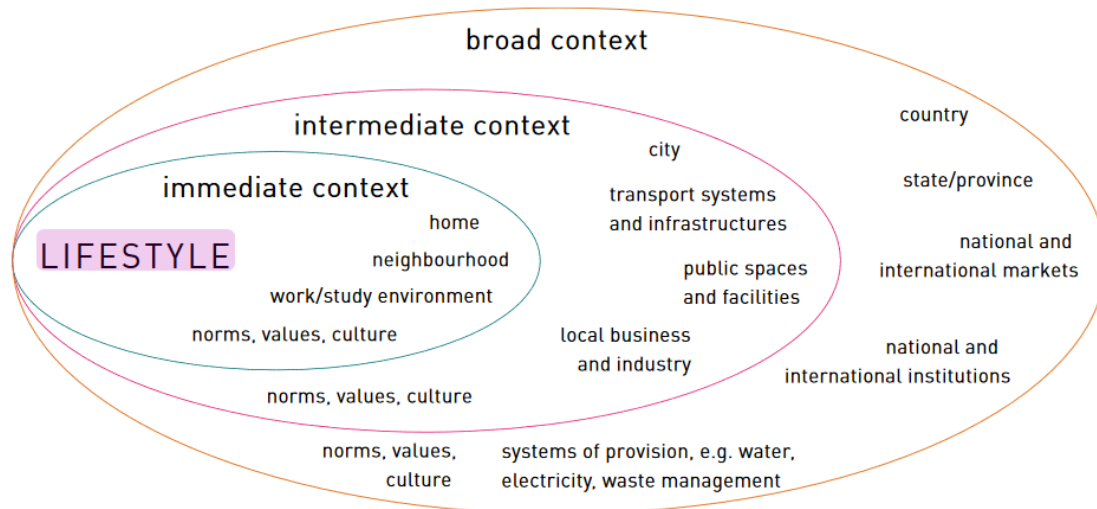 broad context
country
intermediate context
city
state/province
immediate context
transport systems
and infrastructures
home
LIFESTYLE
neighbourhood
national and
international markets
public spaces
and facilities
work/study environment
norms, values, culture
local business
and industry
national and
international institutions
norms, values, culture
norms, values,
culture
systems of provision, e.g. water,
electricity, waste management